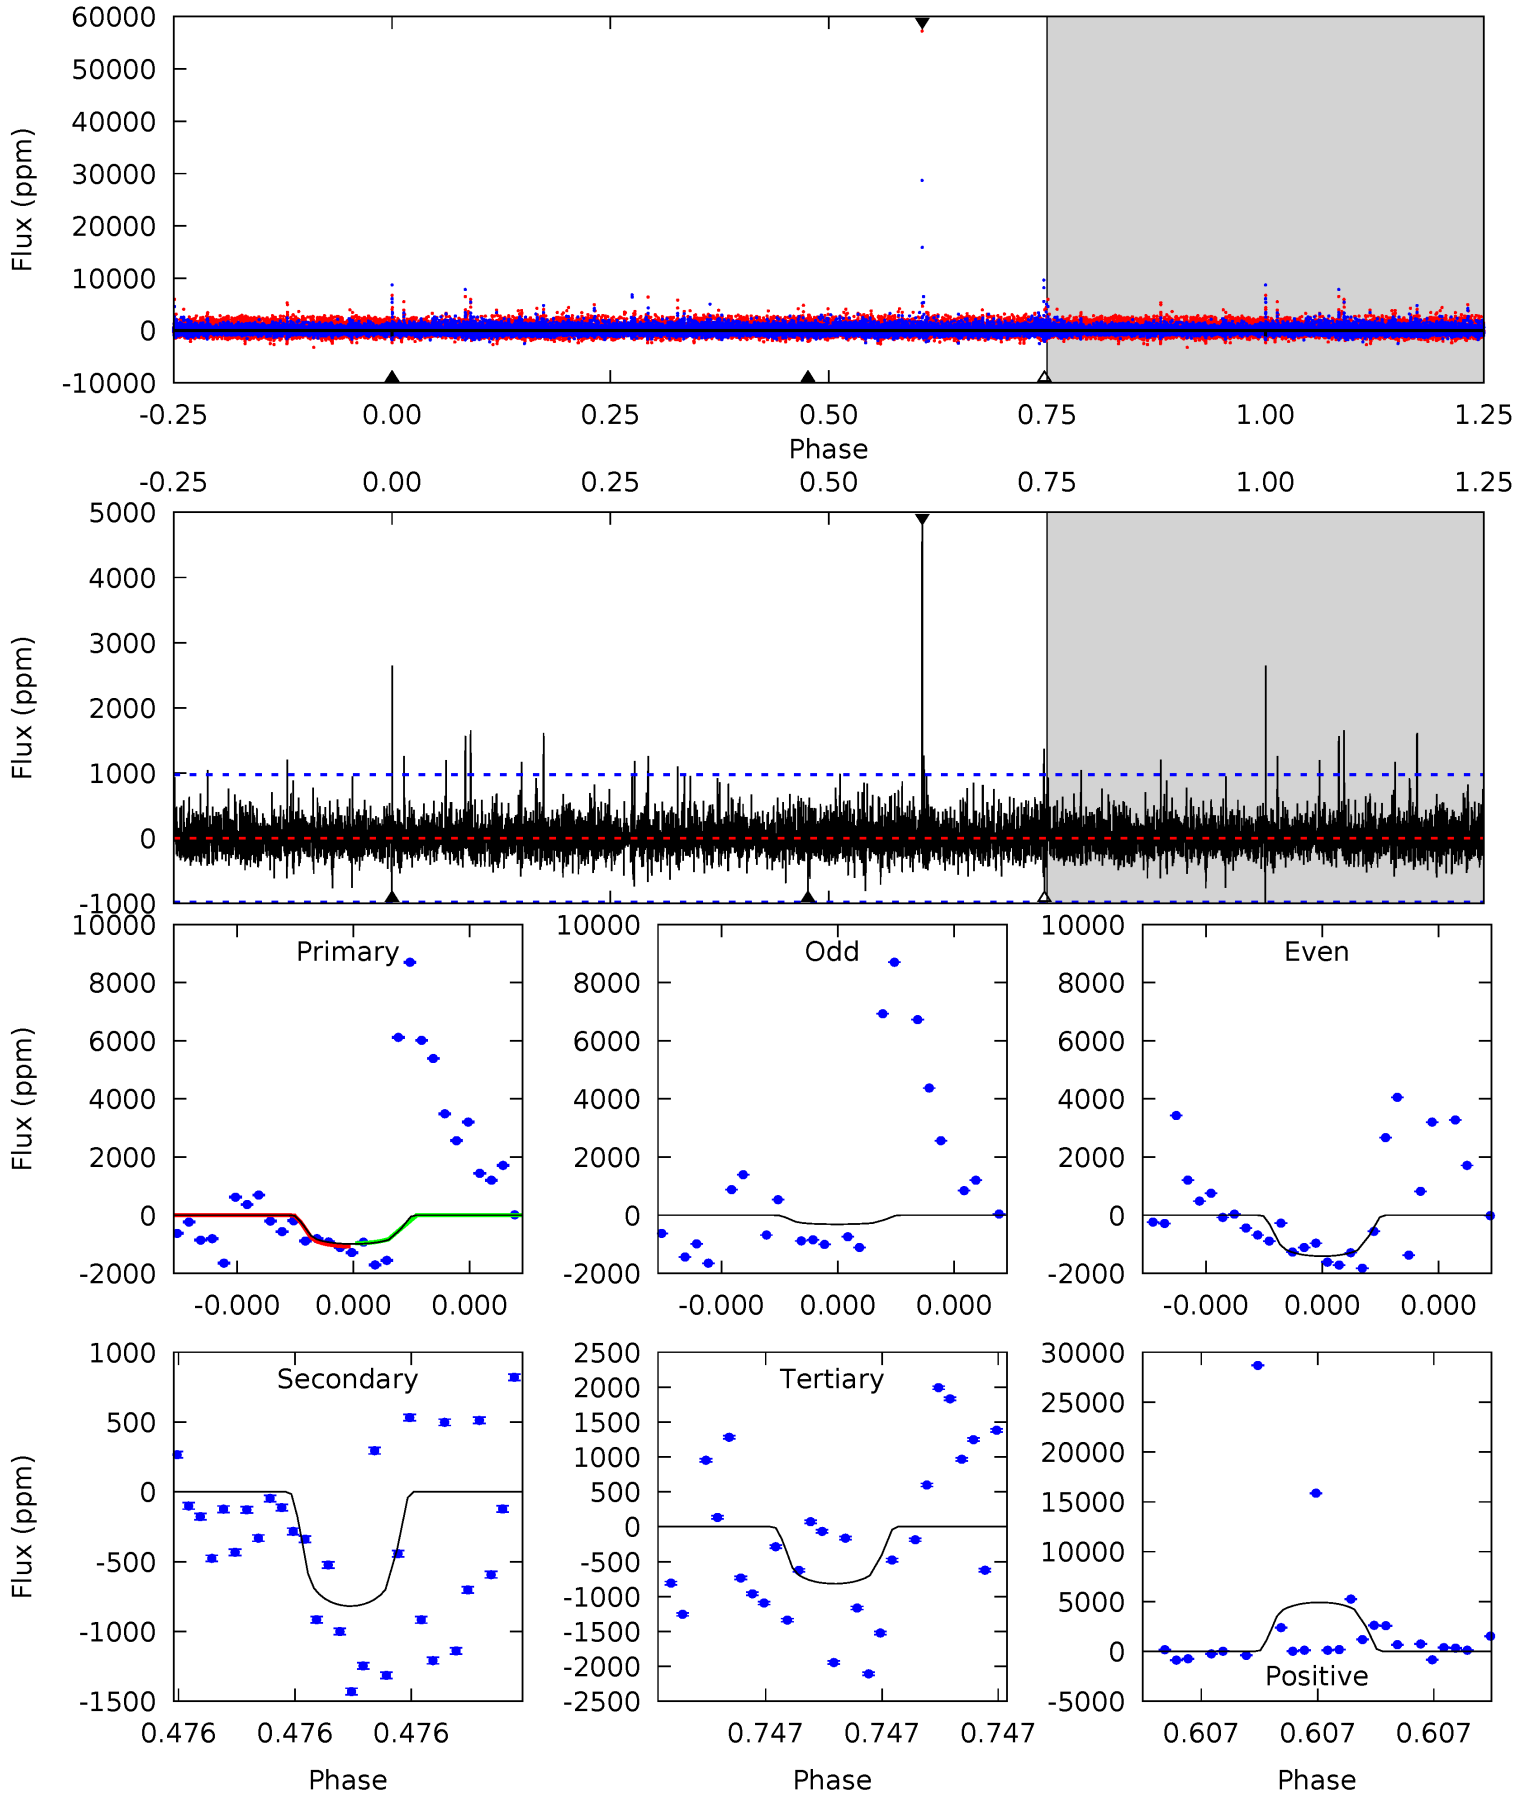 60000
50000
40000
30000
20000
10000
0
-10000
Flux (ppm)
-0.25 0.00 0.25 0.50 0.75 1.00 1.25
Phase
-0.25 0.00 0.25 0.50 0.75 1.00 1.25
5000
4000
3000
2000
1000
0
-1000
Flux (ppm)
Primary
10000
8000
6000
4000
2000
0
-2000
Flux (ppm)
-0.000 0.000 0.000
Odd
10000
8000
6000
4000
2000
0
-2000
-0.000 0.000 0.000
Even
10000
8000
6000
4000
2000
0
-2000
-0.000 0.000 0.000
Secondary
1000
500
0
-500
-1000
-1500
Flux (ppm)
0.476 0.476 0.476
Phase
Tertiary
2500
2000
1500
1000
500
0
-500
-1000
-1500
-2000
-2500
0.747 0.747 0.747
Phase
30000
25000
20000
15000
10000
5000
0
-5000
Positive
0.607 0.607 0.607
Phase